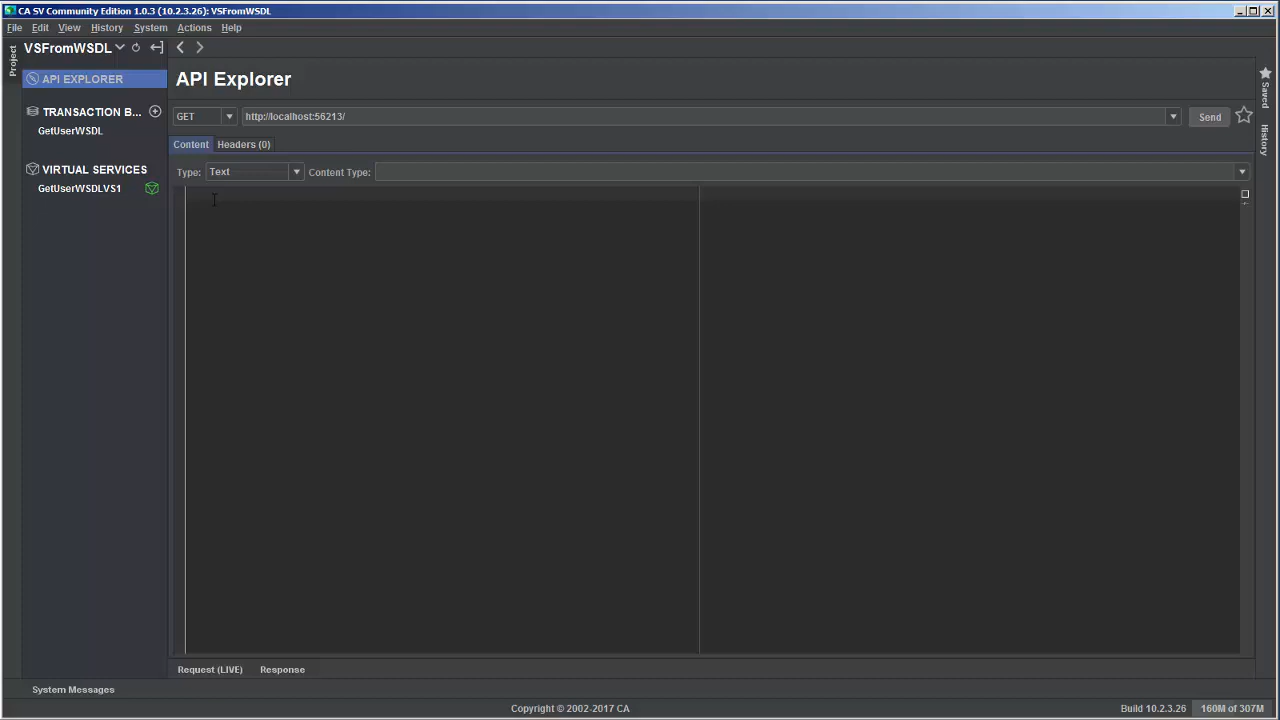 CA SV Community Edition 1.0.3 (10.2.3.26): VSFromWSDL
File Edit View History System Actions Help
Project
VSFromWSDL
API EXPLORER
TRANSACTION B...
GetUserWSDL
VIRTUAL SERVICES
GetUserWSDLVS1
API Explorer
GET http://localhost:56213/ Send
Content Headers (0)
Type: Text Content Type:
Saved
History
Request (LIVE) Response
System Messages
Copyright © 2002-2017 CA Build 10.2.3.26 160M of 307M